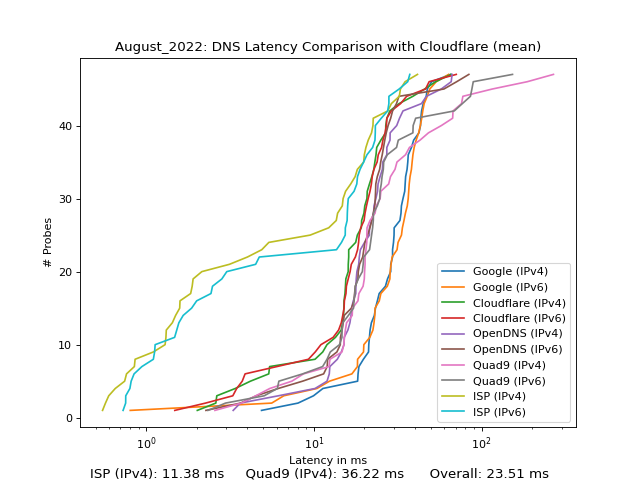 August_2022: DNS Latency Comparison with Cloudflare (mean)
# Probes
40
30
20
10
0
Google (IPv4)
Google (IPv6)
Cloudflare (IPv4)
Cloudflare (IPv6)
OpenDNS (IPv4)
OpenDNS (IPv6)
Quad9 (IPv4)
Quad9 (IPv6)
ISP (IPv4)
ISP (IPv6)
10⁰ 10¹ 10²
Latency in ms
ISP (IPv4): 11.38 ms Quad9 (IPv4): 36.22 ms Overall: 23.51 ms